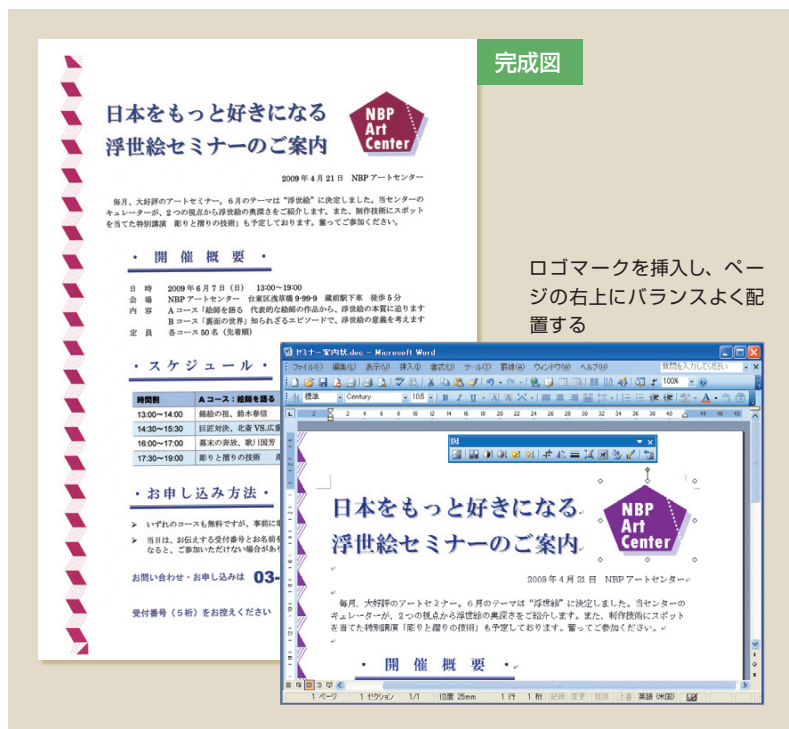 完成図
日本をもっと好きになる
浮世絵セミナーのご案内
NBP
Art
Center
2009年4月21日 NBPアートセンター
毎月、大好評のアートセミナー。6月のテーマは“浮世絵”に決定しました。当センターの
キュレーターが、2つの視点から浮世絵の奥深さをご紹介します。また、制作技術にスポット
を当てた特別講演 彫りと摺りの技術」も予定しております。奮ってご参加ください。
・開催概要・
日 時 2009年6月7日(日) 13:00～19:00
会 場 NBPアートセンター 台東区浅草橋9-99-9 蔵前駅下車 徒歩5分
内 容 Aコース「絵師を語る 代表的な絵師の作品から、浮世絵の本質に迫ります
Bコース「裏面の世界」知られざるエピソードで、浮世絵の意義を考えます
定 員 各コース50名(先着順)
・スケジュール・
時間割 Aコース:絵師を語る
13:00～14:00 錦絵の祖、鈴木春信
14:30～15:30 巨匠対決、北斎VS.広重
16:00～17:00 幕末の奔放、歌川国芳
17:30～19:00 彫りと摺りの技術
・お申し込み方法・
➢ いずれのコースも無料ですが、事前に
➢ 当日は、お伝えする受付番号とお名前
なると、ご参加いただけない場合があ
お問い合わせ・お申し込みは 03-
受付番号(5桁)をお控えください
ロゴマークを挿入し、ペー
ジの右上にバランスよく配
置する
セミナー案内状.doc - Microsoft Word
ファイル(F) 編集(E) 表示(V) 挿入(I) 書式(O) ツール(T) 罫線(A) ウィンドウ(W) ヘルプ(H) 質問を入力してください
100%
標準 Century 10.5 B I U
2 2 4 6 8 10 12 14 16 18 20 22 24 26 28 30 32 34 36 38 40 44 46 48
図
日本をもっと好きになる
浮世絵セミナーのご案内
NBP
Art
Center
2009年4月21日 NBPアートセンター
毎月、大好評のアートセミナー。6月のテーマは“浮世絵”に決定しました。当センターの
キュレーターが、2つの視点から浮世絵の奥深さをご紹介します。また、制作技術にスポット
を当てた特別講演「彫りと摺りの技術」も予定しております。奮ってご参加ください。
・開催概要・
1 ページ 1 セクション 1/1 位置 25mm 1 行 1 桁 記録 変更 拡張 上書 英語 (米国)